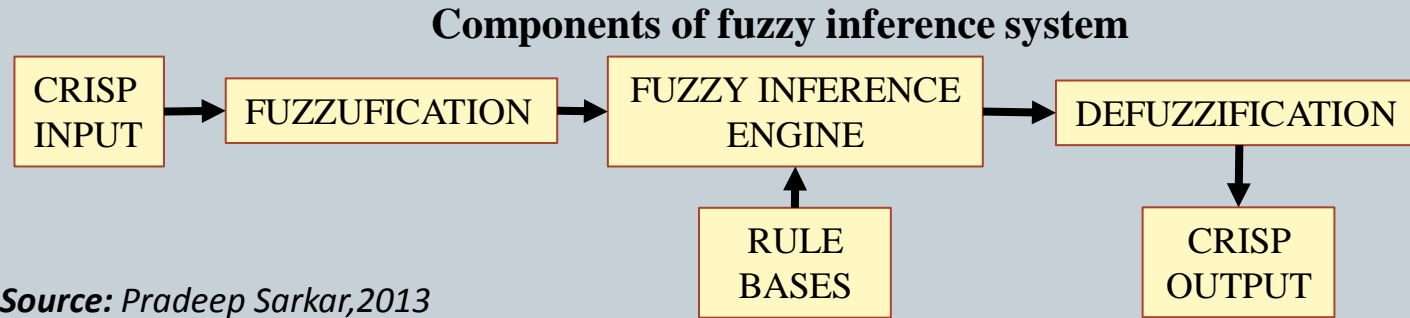 Components of fuzzy inference system
CRISP
INPUT
FUZZUFICATION
FUZZY INFERENCE
ENGINE
DEFUZZIFICATION
RULE
BASES
CRISP
OUTPUT
Source: Pradeep Sarkar,2013